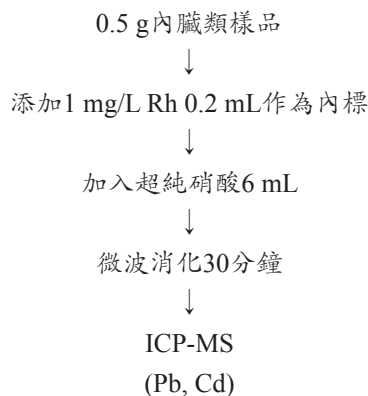 0.5 g內臟類樣品
↓
添加1 mg/L Rh 0.2 mL作為內標
↓
加入超純硝酸6 mL
↓
微波消化30分鐘
↓
ICP-MS
(Pb, Cd)